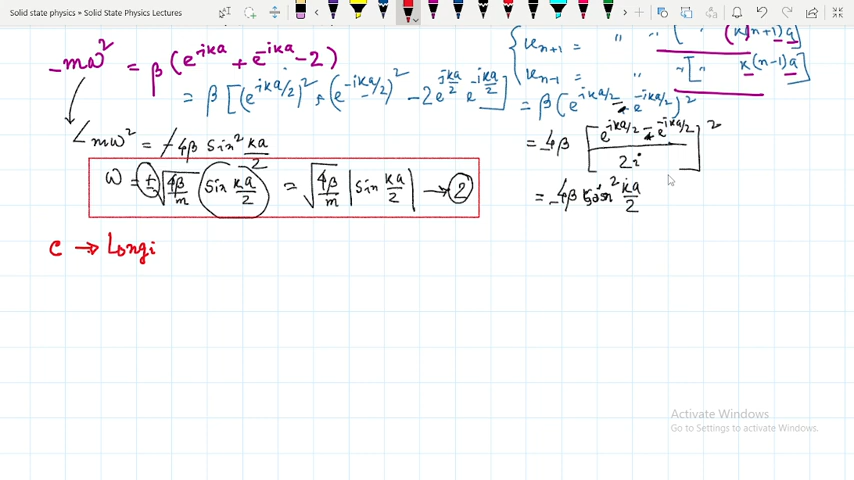 Solid state physics » Solid State Physics Lectures
-mω² = β(e^{ika} + e^{-ika} - 2)
= β[(e^{ika/2})² + (e^{-ika/2})² - 2e^{ika/2} e^{-ika/2}]
mω² = -4β Sin² ka/2
ω = ± √(4β/m) (Sin ka/2) = √(4β/m) |Sin ka/2| → 2
C → Longi
u_{n+1} = " " [ " (k(n+1)a)
u_{n-1} = " "[ " k(n-1)a]
= β(e^{ika/2} - e^{-ika/2})²
= -4β [e^{ika/2} - e^{-ika/2} / 2i]²
= -4β sin² ka/2
Activate Windows
Go to Settings to activate Windows.